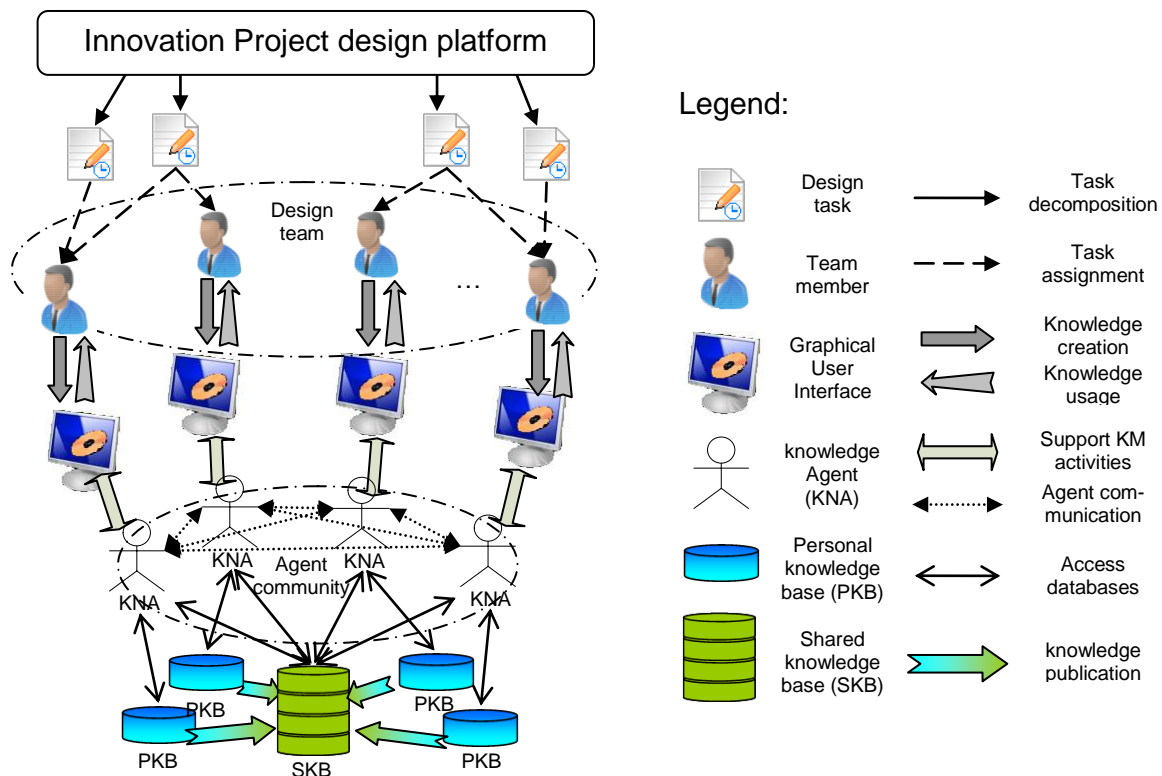 Innovation Project design platform
Design
team
...
KNA
KNA
KNA
KNA
Agent
community
PKB
PKB
PKB
PKB
SKB
Legend:
Design
task
Task
decomposition
Team
member
Task
assignment
Graphical
User
Interface
Knowledge
creation
Knowledge
usage
knowledge
Agent
(KNA)
Support KM
activities
Agent com-
munication
Personal
knowledge
base (PKB)
Access
databases
Shared
knowledge
base (SKB)
knowledge
publication